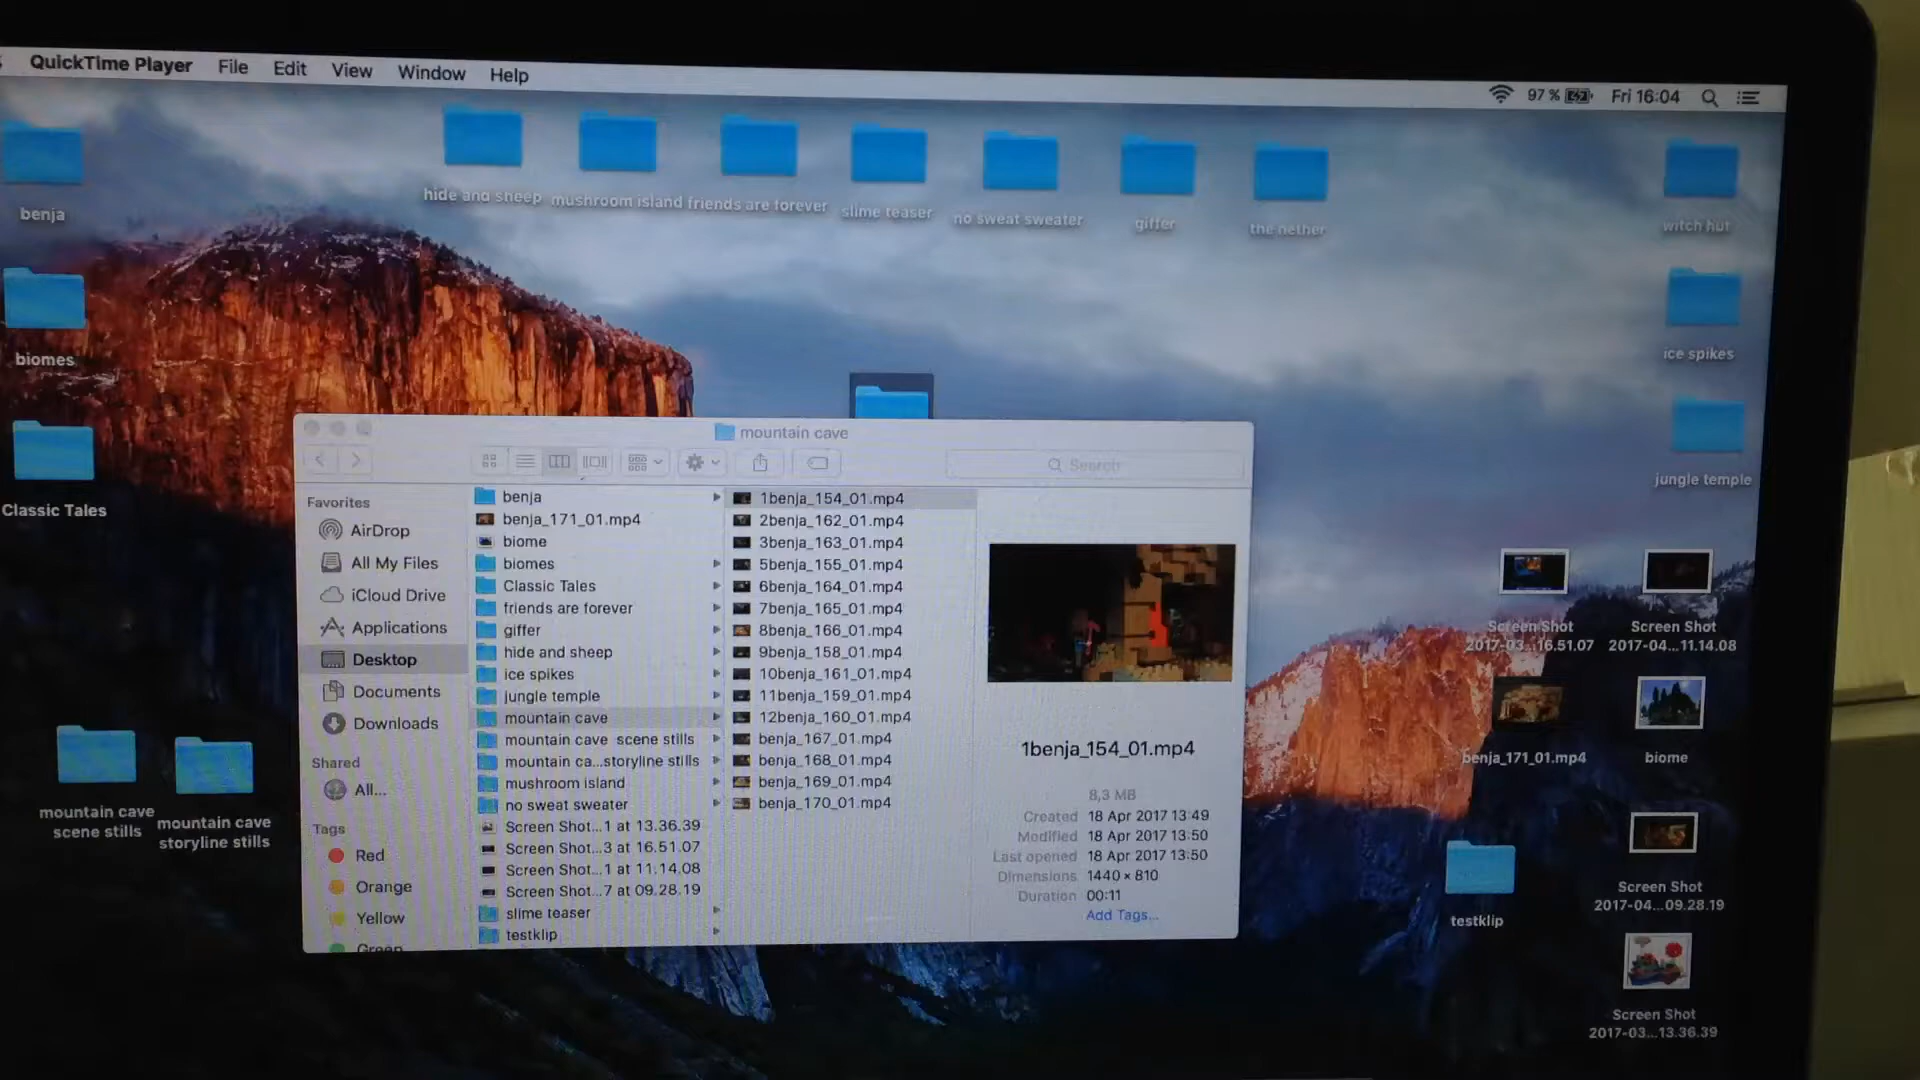 QuickTime Player File Edit View Window Help
97 % Fri 16:04
benja
hide and sheep
mushroom island
friends are forever
slime teaser
no sweat sweater
giffer
the nether
witch hut
biomes
ice spikes
Classic Tales
jungle temple
mountain cave
Search
Favorites
AirDrop
All My Files
iCloud Drive
Applications
Desktop
Documents
Downloads
Shared
All...
Tags
Red
Orange
Yellow
Green
benja
benja_171_01.mp4
biome
biomes
Classic Tales
friends are forever
giffer
hide and sheep
ice spikes
jungle temple
mountain cave
mountain cave scene stills
mountain ca...storyline stills
mushroom island
no sweat sweater
Screen Shot...1 at 13.36.39
Screen Shot...3 at 16.51.07
Screen Shot...1 at 11.14.08
Screen Shot...7 at 09.28.19
slime teaser
testklip
1benja_154_01.mp4
2benja_162_01.mp4
3benja_163_01.mp4
5benja_155_01.mp4
6benja_164_01.mp4
7benja_165_01.mp4
8benja_166_01.mp4
9benja_158_01.mp4
10benja_161_01.mp4
11benja_159_01.mp4
12benja_160_01.mp4
benja_167_01.mp4
benja_168_01.mp4
benja_169_01.mp4
benja_170_01.mp4
1benja_154_01.mp4
8,3 MB
Created 18 Apr 2017 13:49
Modified 18 Apr 2017 13:50
Last opened 18 Apr 2017 13:50
Dimensions 1440 × 810
Duration 00:11
Add Tags...
mountain cave
scene stills
mountain cave
storyline stills
Screen Shot
2017-03...16.51.07
Screen Shot
2017-04...11.14.08
benja_171_01.mp4
biome
Screen Shot
2017-04...09.28.19
testklip
Screen Shot
2017-03...13.36.39